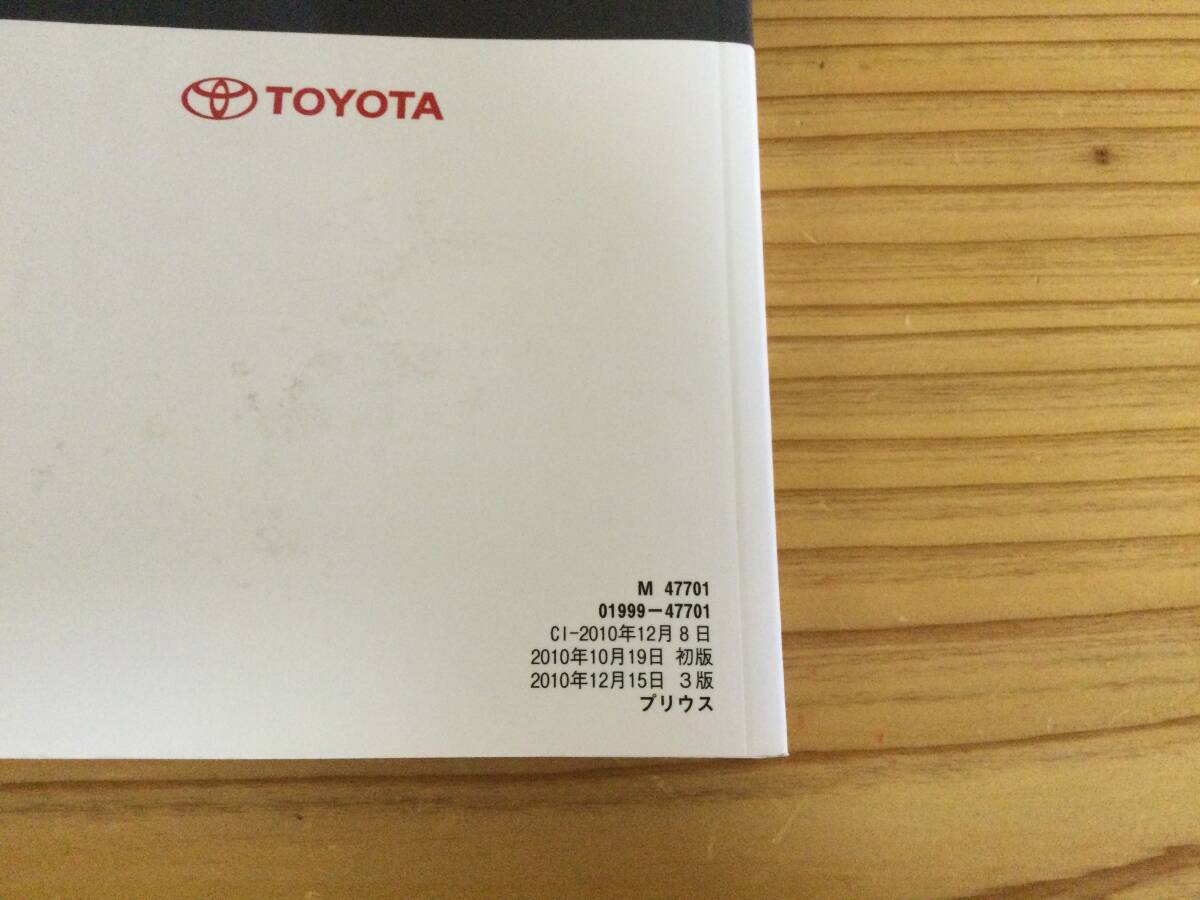 TOYOTA
M 47701
01999-47701
CI-2010年12月8日
2010年10月19日 初版
2010年12月15日 3版
プリウス